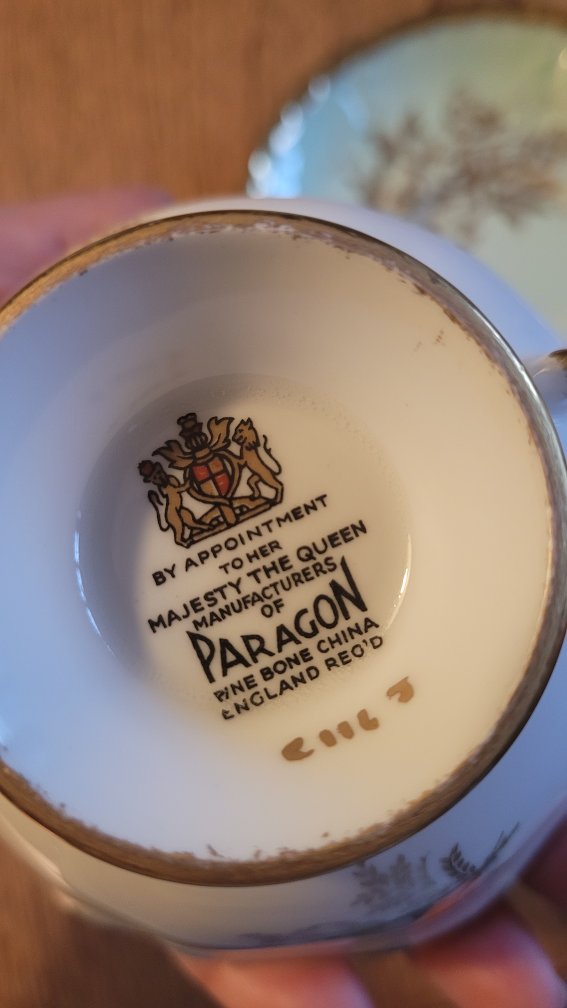 BY APPOINTMENT
TO HER
MAJESTY THE QUEEN
MANUFACTURERS
OF
PARAGON
FINE BONE CHINA
ENGLAND REG'D